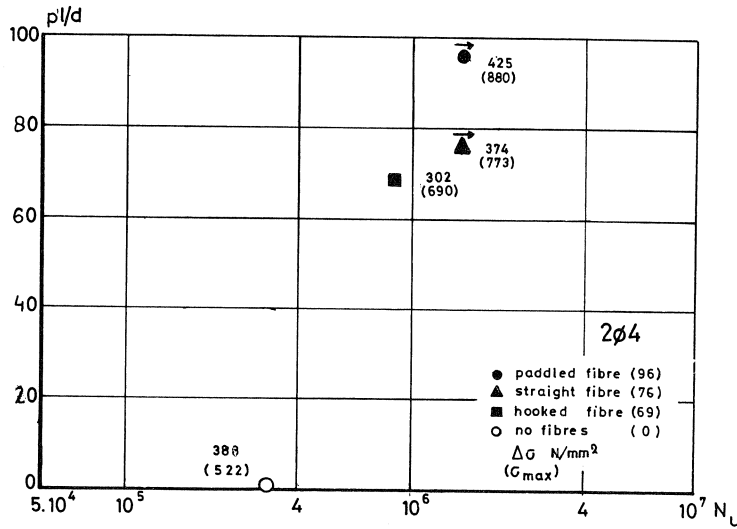 p'l/d
100
425
(880)
80
374
(773)
302
(690)
60
40
2ø4
paddled fibre (96)
straight fibre (76)
20
hooked fibre (69)
no fibres (0)
388
(522)
Δσ N/mm²
(σmax)
0
5.10⁴ 10⁵ 4 10⁶ 4 10⁷ Nu